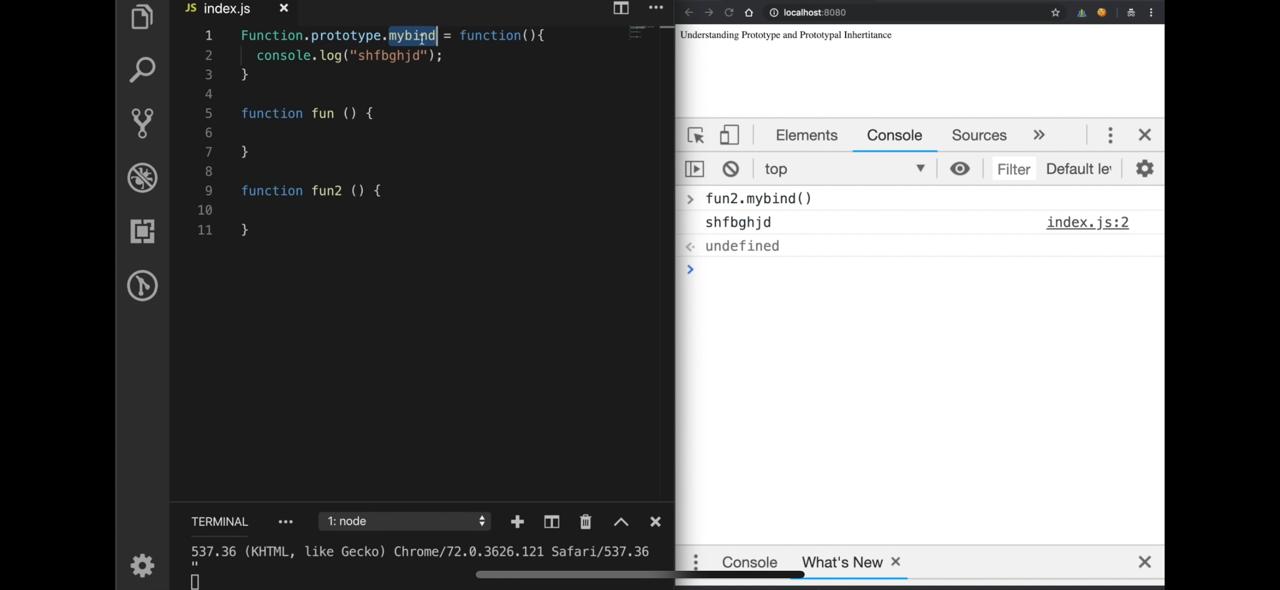 JS index.js ×
1 Function.prototype.mybind = function(){
2 console.log("shfbghjd");
3 }
4
5 function fun () {
6
7 }
8
9 function fun2 () {
10
11 }
TERMINAL ... 1: node
537.36 (KHTML, like Gecko) Chrome/72.0.3626.121 Safari/537.36
"
localhost:8080
Understanding Prototype and Prototypal Inhertitance
Elements Console Sources »
top Filter Default le
> fun2.mybind()
shfbghjd index.js:2
undefined
>
Console What's New ×